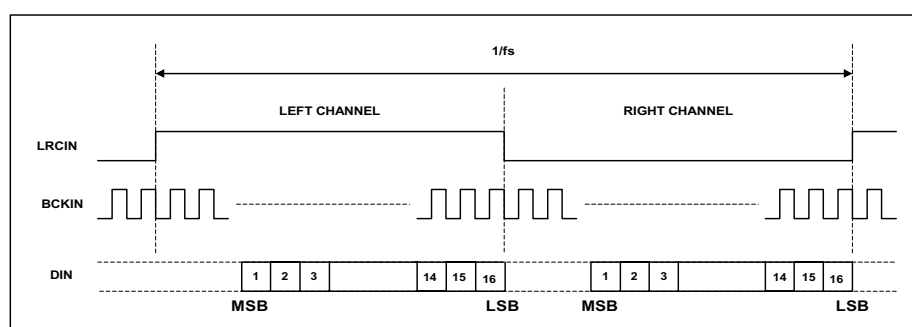 1/fs
LEFT CHANNEL RIGHT CHANNEL
LRCIN
BCKIN
DIN 1 2 3 14 15 16 1 2 3 14 15 16
MSB LSB MSB LSB